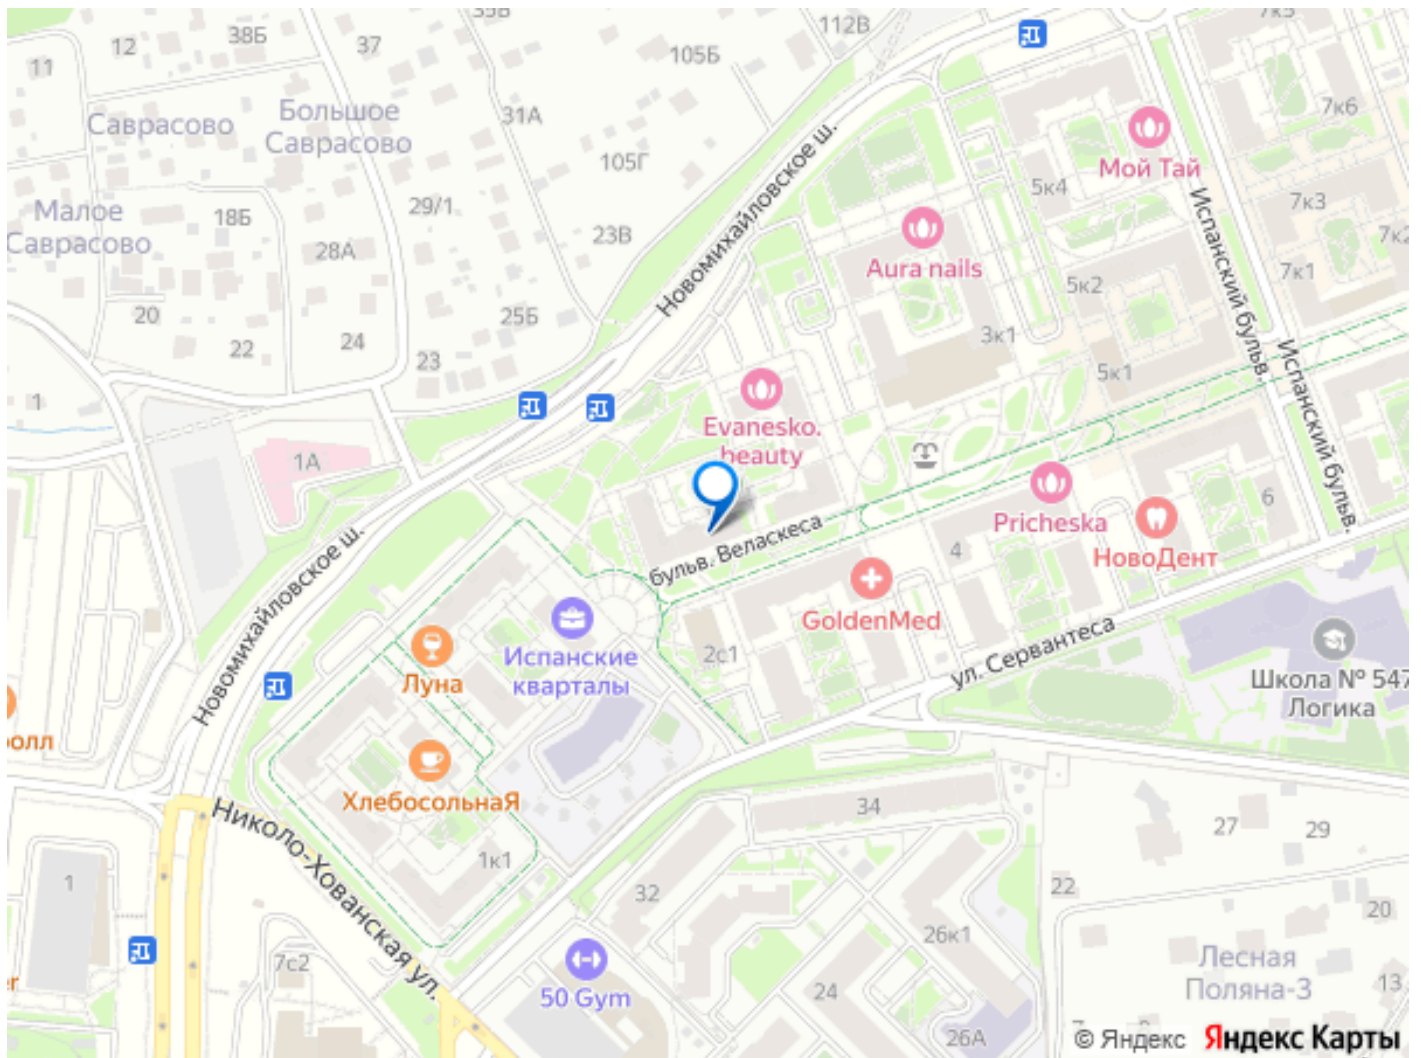 35В
112В
7к5
38Б
12
37
105Б
11
7к6
31А
Большое
Саврасово
Саврасово
Новомихайловское ш.
Мой Тай
105Г
5к4
Испанский бульв.
7к3
29/1
Малое
Саврасово
18Б
23В
7к2
28А
Aura nails
7к1
5к2
20
25Б
3к1
24
22
23
5к1
Испанский бульв.
1
Evanesko.
beauty
1А
6
Pricheska
бульв. Веласкеса
4
НовоДент
Новомихайловское ш.
GoldenMed
ул. Сервантеса
Испанские
кварталы
2с1
Луна
Школа № 547
Логика
ролл
ХлебосольнаЯ
34
Николо-Хованская ул.
27
29
1к1
1
32
22
20
26к1
7с2
Лесная
Поляна-3
50 Gym
24
13
26А
© Яндекс Яндекс Карты